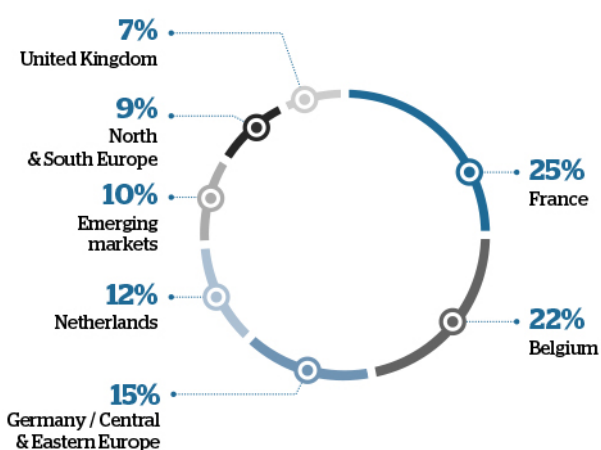 7%
United Kingdom
9%
North
& South Europe
10%
Emerging
markets
12%
Netherlands
15%
Germany / Central
& Eastern Europe
25%
France
22%
Belgium